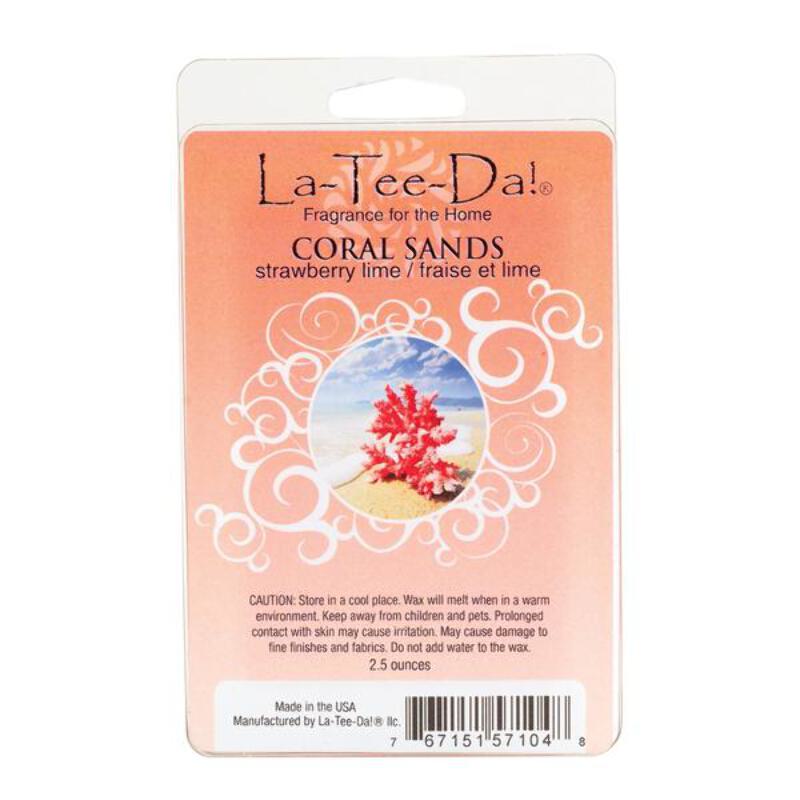 La-Tee-Da!®
Fragrance for the Home
CORAL SANDS
strawberry lime / fraise et lime
CAUTION: Store in a cool place. Wax will melt when in a warm
environment. Keep away from children and pets. Prolonged
contact with skin may cause irritation. May cause damage to
fine finishes and fabrics. Do not add water to the wax.
2.5 ounces
Made in the USA
Manufactured by La-Tee-Da!® llc.
7 67151 57104 8